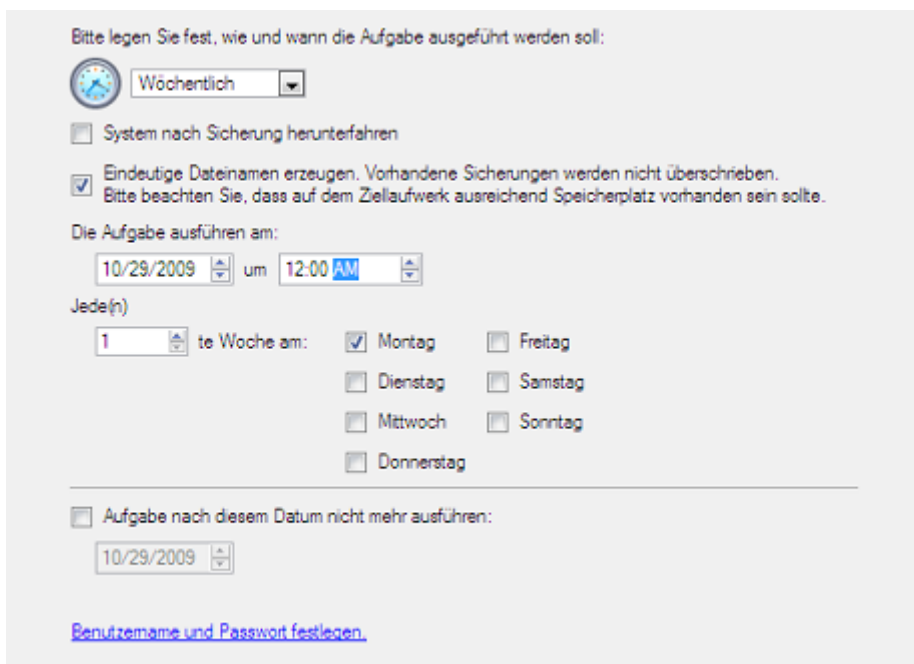 Bitte legen Sie fest, wie und wann die Aufgabe ausgeführt werden soll:
Wöchentlich
System nach Sicherung herunterfahren
Eindeutige Dateinamen erzeugen. Vorhandene Sicherungen werden nicht überschrieben.
Bitte beachten Sie, dass auf dem Ziellaufwerk ausreichend Speicherplatz vorhanden sein sollte.
Die Aufgabe ausführen am:
10/29/2009 um 12:00 AM
Jede(n)
1 te Woche am: Montag Freitag
Dienstag Samstag
Mittwoch Sonntag
Donnerstag
Aufgabe nach diesem Datum nicht mehr ausführen:
10/29/2009
Benutzername und Passwort festlegen.